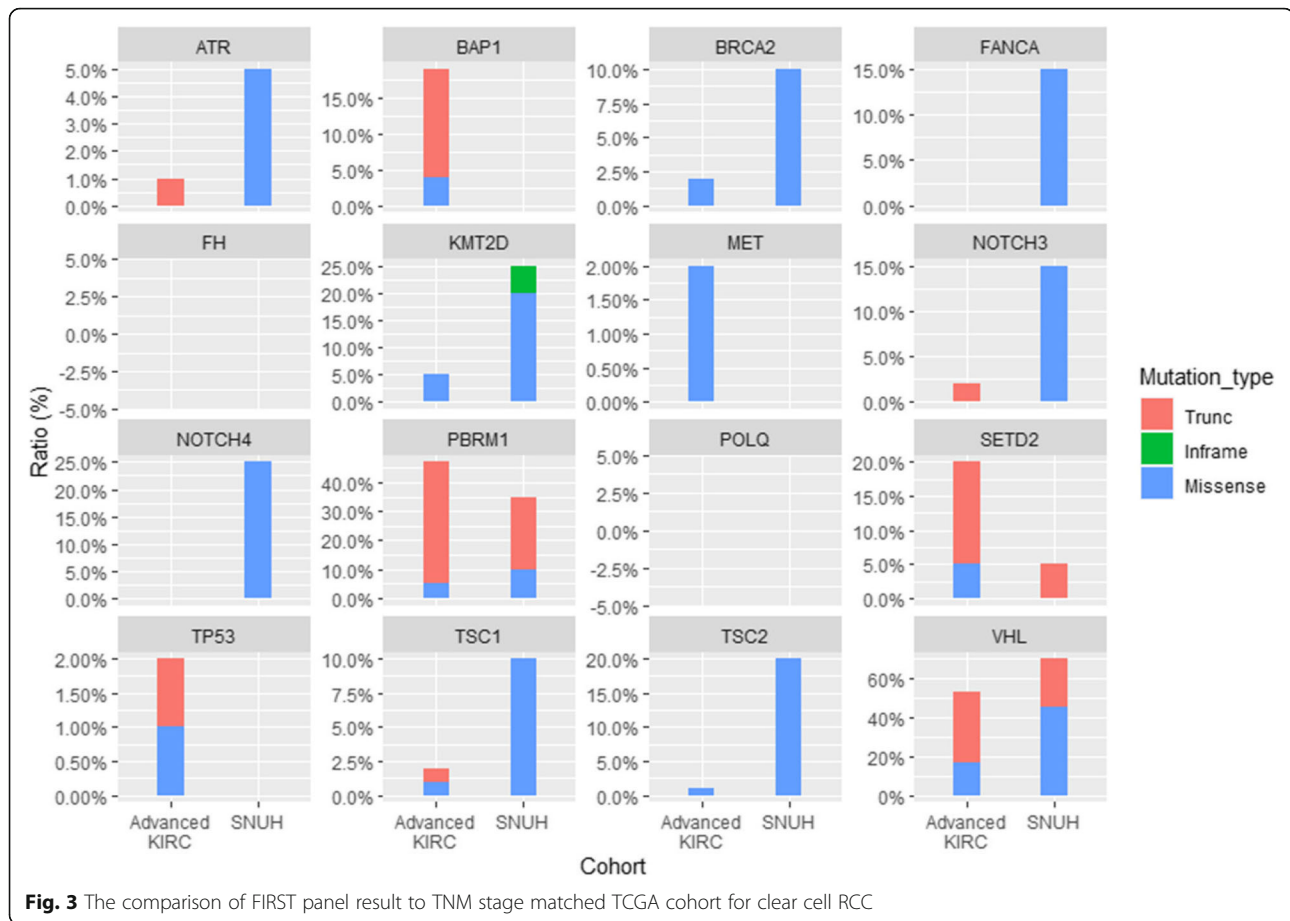 ATR BAP1 BRCA2 FANCA
5.0% 4.0% 3.0% 2.0% 1.0% 0.0%
15.0% 10.0% 5.0% 0.0%
10.0% 7.5% 5.0% 2.5% 0.0%
15.0% 10.0% 5.0% 0.0%
FH KMT2D MET NOTCH3
5.0% 2.5% 0.0% -2.5% -5.0%
25.0% 20.0% 15.0% 10.0% 5.0% 0.0%
2.00% 1.50% 1.00% 0.50% 0.00%
15.0% 10.0% 5.0% 0.0%
Ratio (%)
NOTCH4 PBRM1 POLQ SETD2
25.0% 20.0% 15.0% 10.0% 5.0% 0.0%
40.0% 30.0% 20.0% 10.0% 0.0%
5.0% 2.5% 0.0% -2.5% -5.0%
20.0% 15.0% 10.0% 5.0% 0.0%
TP53 TSC1 TSC2 VHL
2.00% 1.50% 1.00% 0.50% 0.00%
10.0% 7.5% 5.0% 2.5% 0.0%
20.0% 15.0% 10.0% 5.0% 0.0%
60% 40% 20% 0%
Advanced SNUH Advanced SNUH Advanced SNUH Advanced SNUH
KIRC KIRC KIRC KIRC
Cohort
Mutation_type
Trunc
Inframe
Missense
Fig. 3 The comparison of FIRST panel result to TNM stage matched TCGA cohort for clear cell RCC